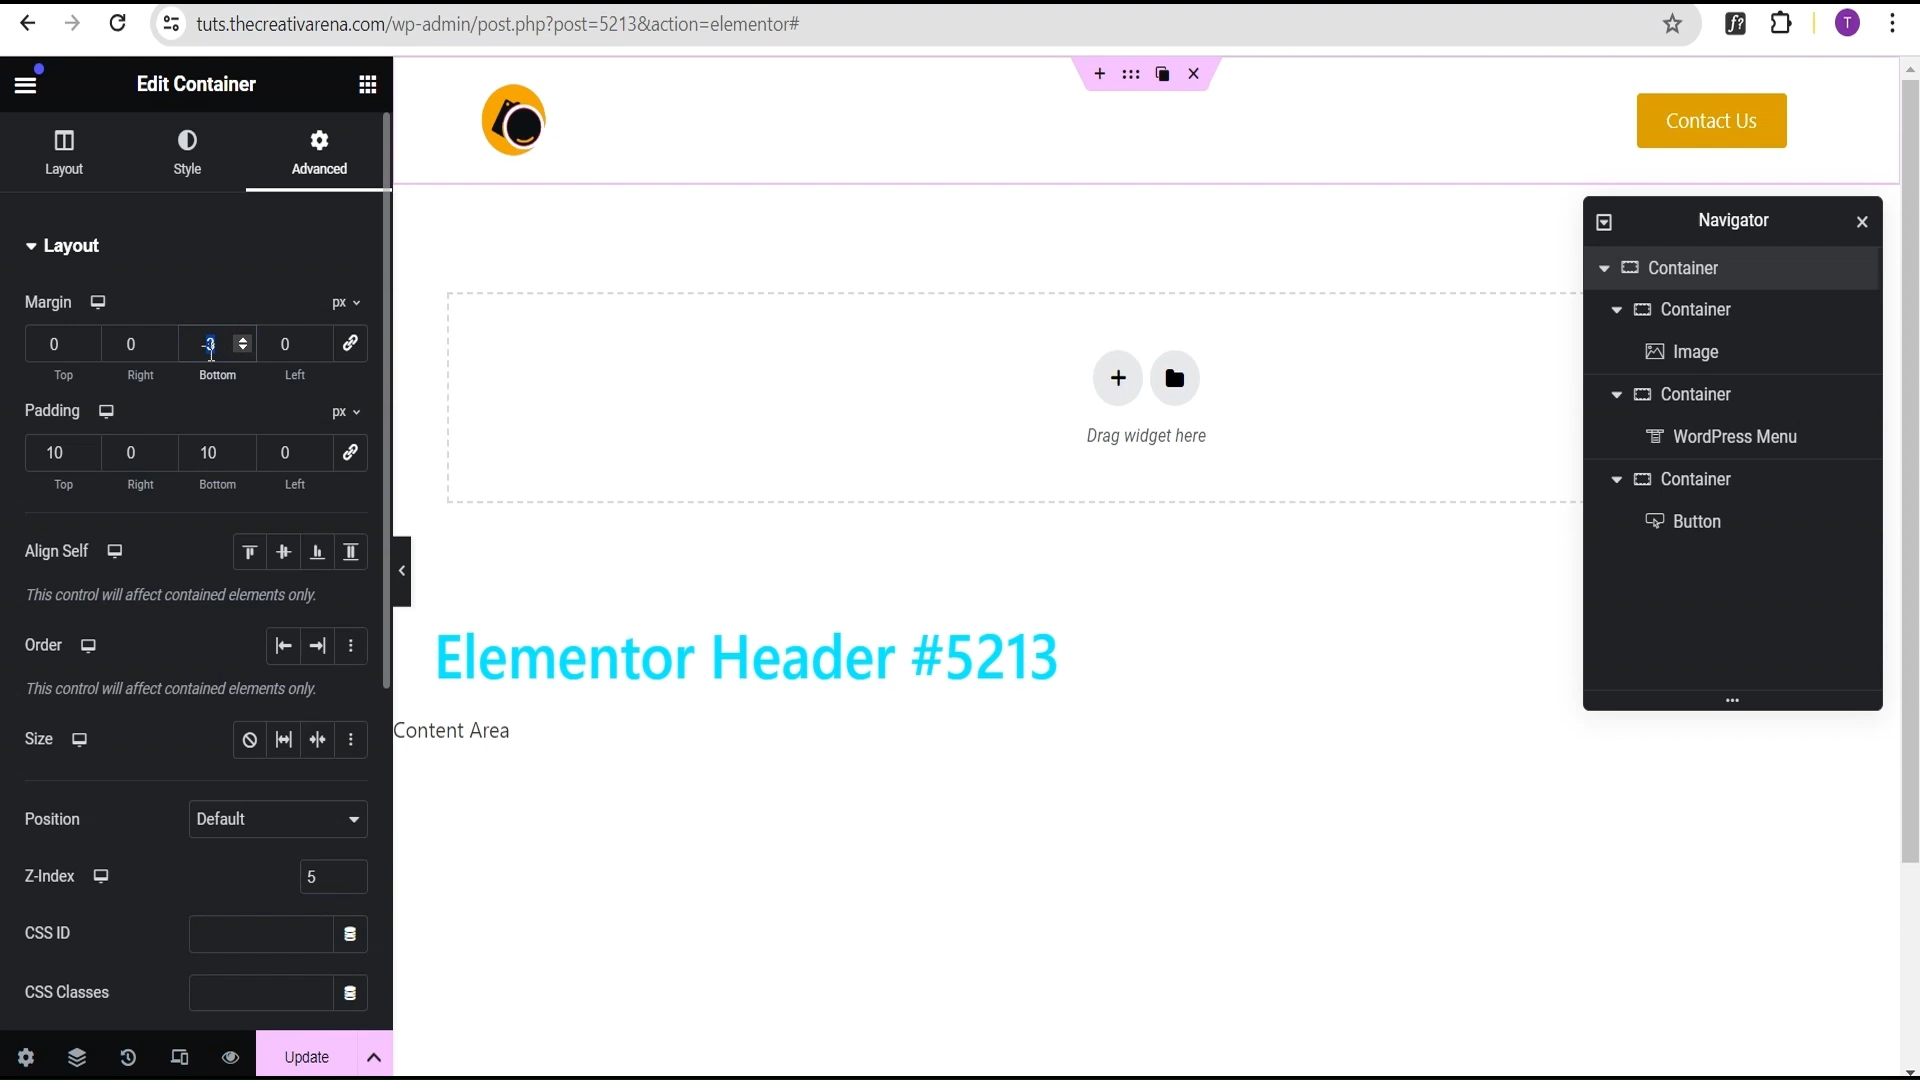 tuts.thecreativarena.com/wp-admin/post.php?post=5213&action=elementor#
T
Edit Container
Layout
Style
Advanced
Layout
Margin
px
0
0
-3
0
Top
Right
Bottom
Left
Padding
px
10
0
10
0
Top
Right
Bottom
Left
Align Self
This control will affect contained elements only.
Order
This control will affect contained elements only.
Size
Position
Default
Z-Index
5
CSS ID
CSS Classes
Update
Contact Us
Drag widget here
Elementor Header #5213
Content Area
Navigator
Container
Container
Image
Container
WordPress Menu
Container
Button